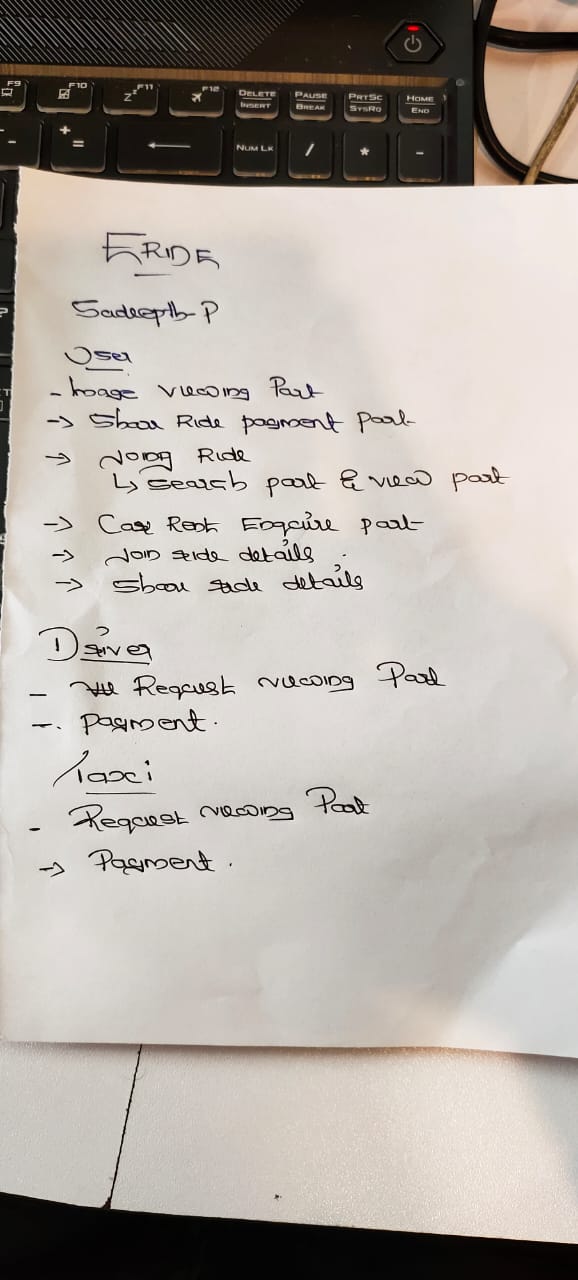 F9
F10
F11
F12
DELETE
INSERT
PAUSE
BREAK
PRTSC
SYSRQ
HOME
END
NUM LK
/
*
-
+
=
ERIDE
Sadeepth P
User
- Image viewing Part
-> Share Ride payment part
-> Joing Ride
↳ search part & view part
-> Car Rent Enquire part
-> Join ride details
-> Share ride details
Driver
- Request viewing Part
- Payment.
Taxi
- Request viewing Part
-> Payment.